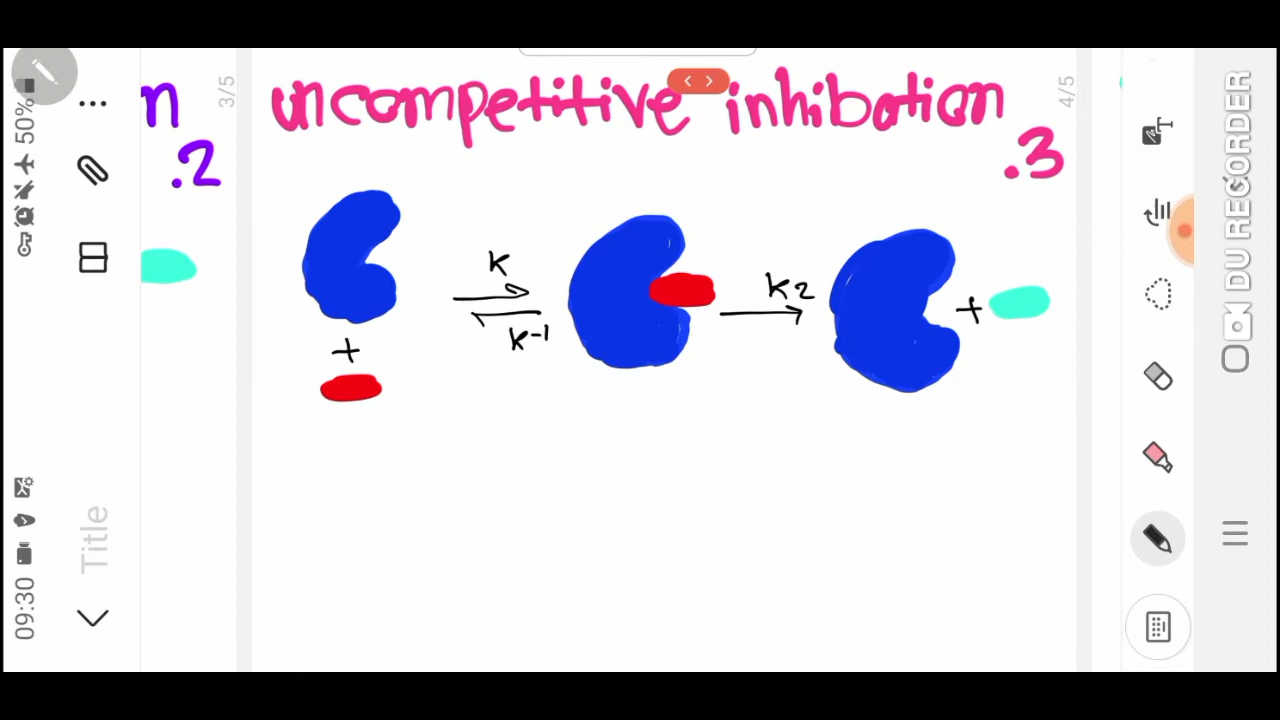 uncompetitive inhibation
.3
n
.2
3/5
4/5
K
K-1
K2
+
+
50%
09:30
Title
T
DU RECORDER